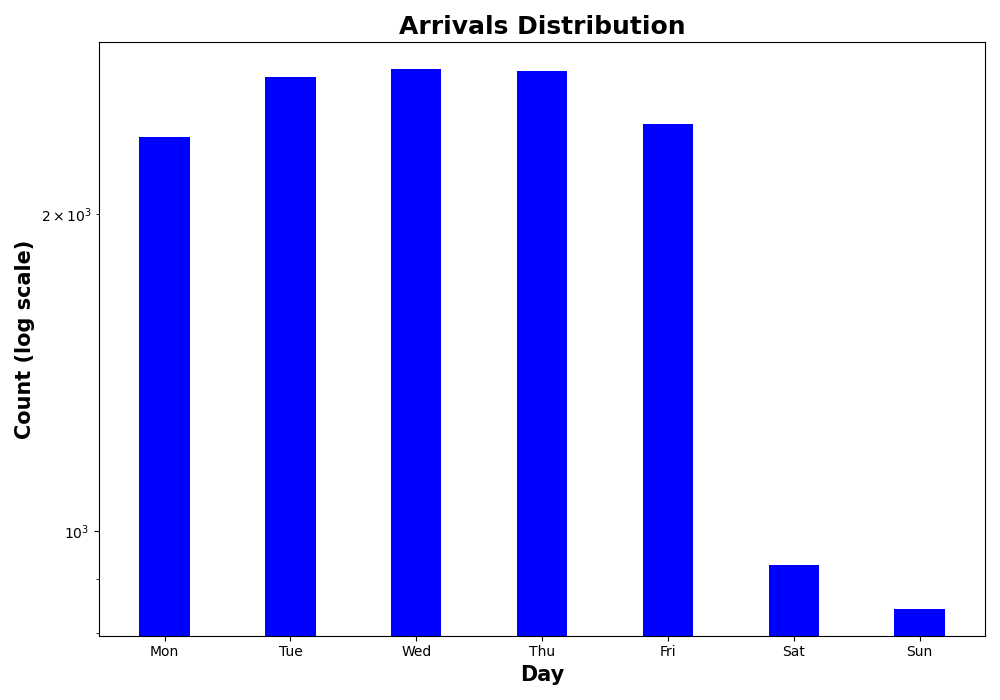 Arrivals Distribution
Count (log scale)
2 × 10³
10³
Mon Tue Wed Thu Fri Sat Sun
Day